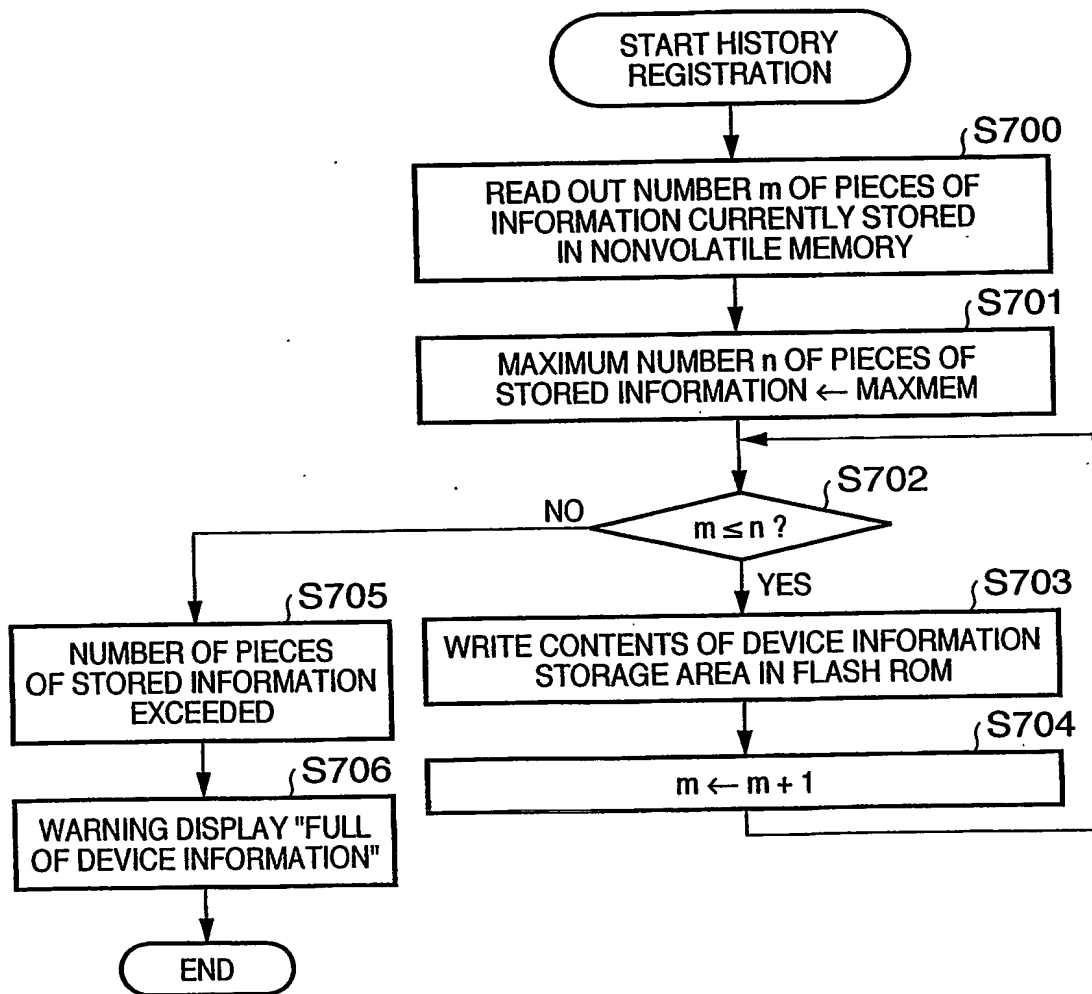 START HISTORY
REGISTRATION
S700
READ OUT NUMBER m OF PIECES OF
INFORMATION CURRENTLY STORED
IN NONVOLATILE MEMORY
S701
MAXIMUM NUMBER n OF PIECES OF
STORED INFORMATION ← MAXMEM
S702
m ≤ n ?
NO
YES
S703
WRITE CONTENTS OF DEVICE INFORMATION
STORAGE AREA IN FLASH ROM
S704
m ← m + 1
S705
NUMBER OF PIECES
OF STORED INFORMATION
EXCEEDED
S706
WARNING DISPLAY "FULL
OF DEVICE INFORMATION"
END